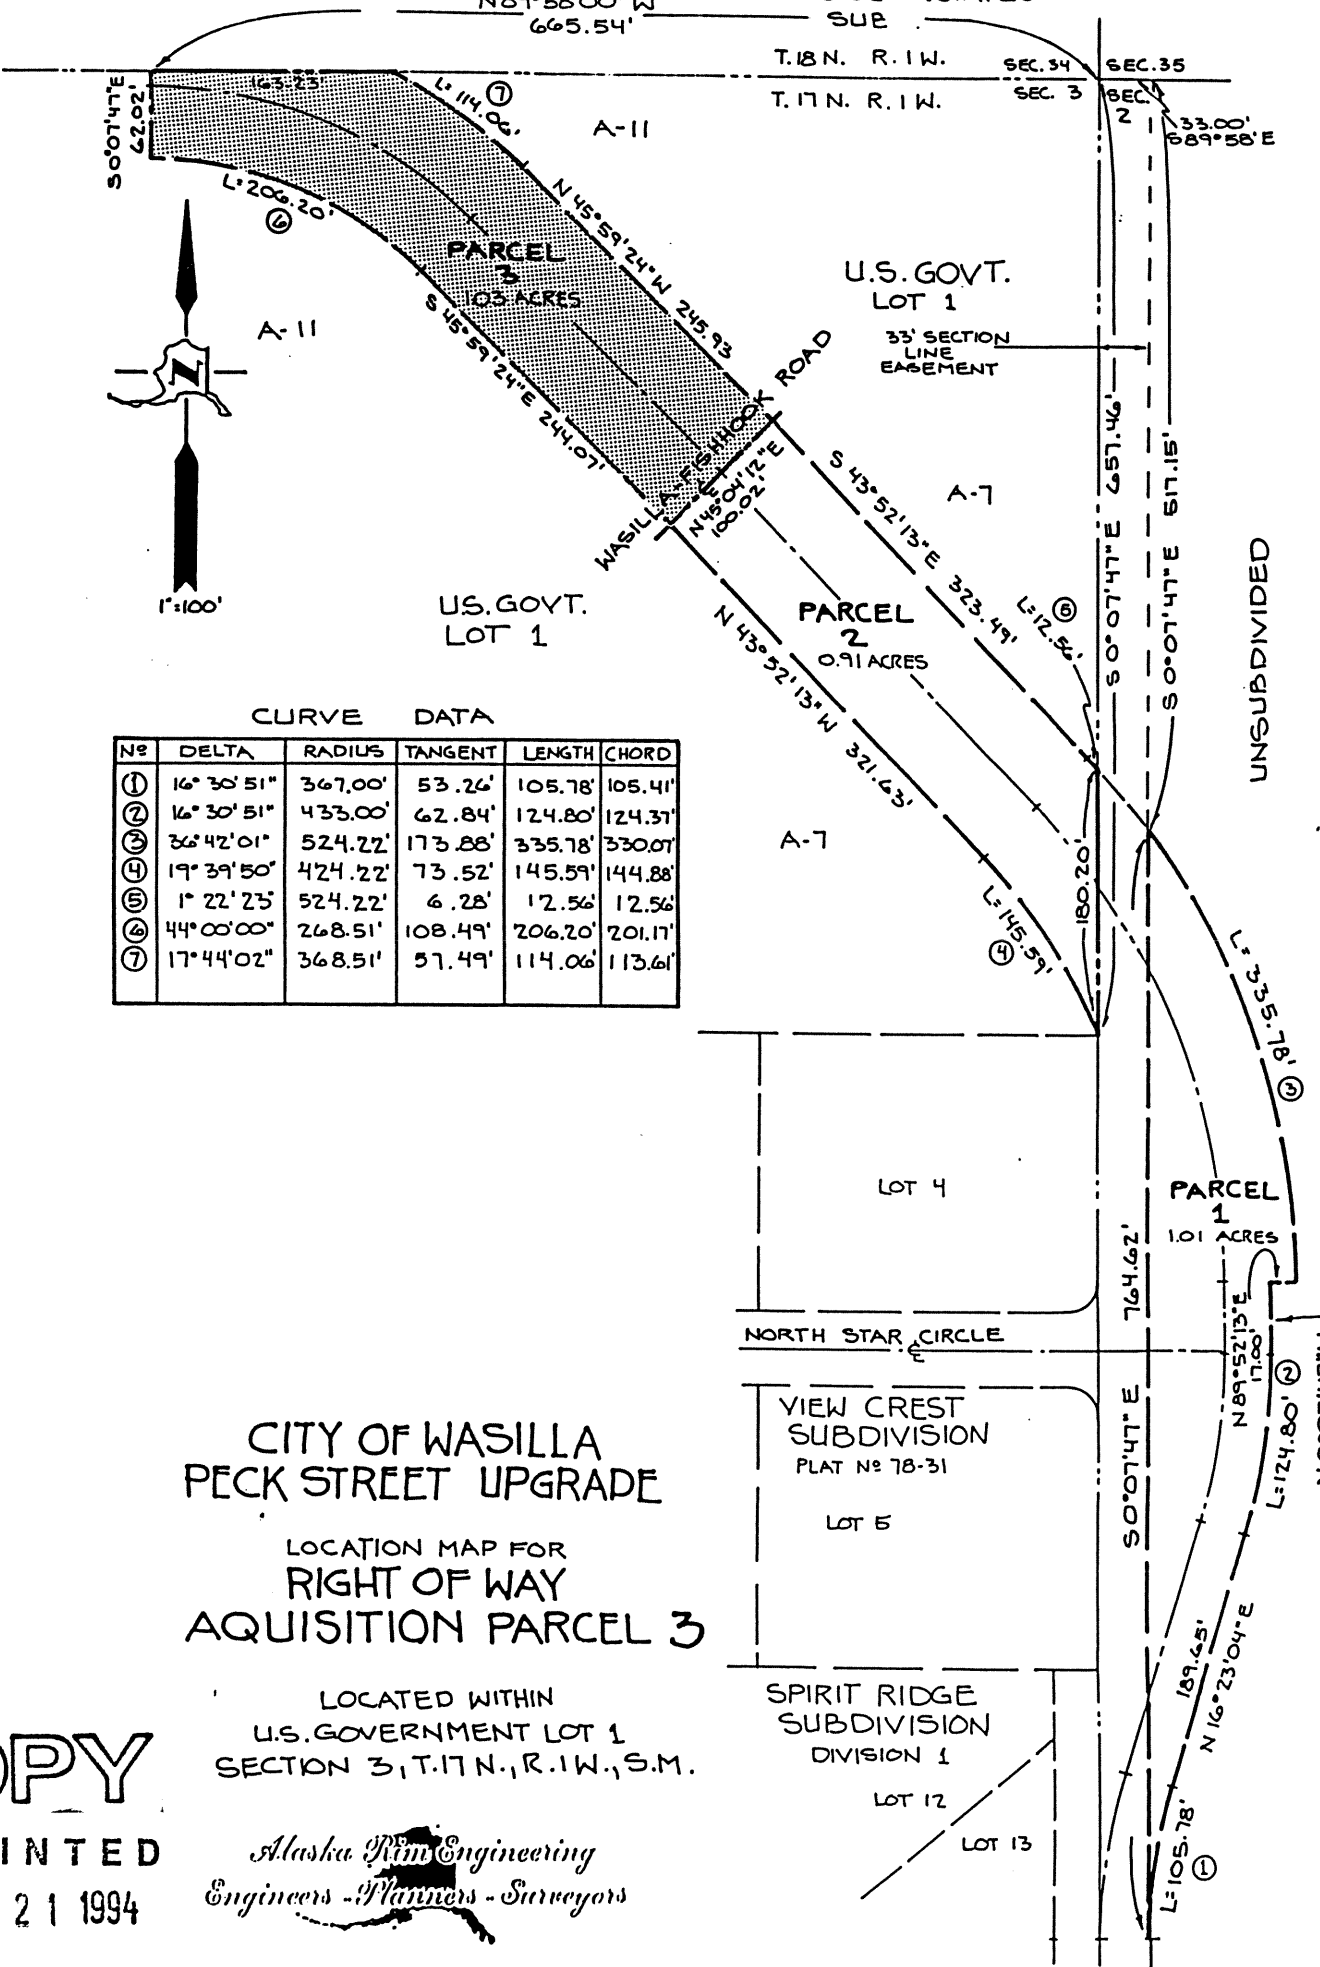 665.54'
SUB
T.18 N. R. 1 W.
SEC. 34
SEC. 35
T. 17 N. R. 1 W.
SEC. 3
SEC. 2
33.00'
S 89°58' E
S 0°07'47" E
62.02'
163.23'
L: 114.06' ⑦
A-11
L: 206.20'
⑥
N 45°59'24" W 245.93
PARCEL
3
1.03 ACRES
A-11
S 45°59'24" E 244.07'
U.S. GOVT.
LOT 1
33' SECTION
LINE
EASEMENT
WASILLA-FISHHOOK ROAD
N 45°04'12" E
100.02'
N
1":100'
U.S. GOVT.
LOT 1
A-7
S 43°52'13" E 323.49'
L=12.56' ⑤
S 0°07'47" E 657.46'
S 0°07'47" E 517.15'
UNSUBDIVIDED
PARCEL
2
0.91 ACRES
N 43°52'13" W 321.63'
A-7
180.20'
L=145.59'
④
L= 335.78' ③
CURVE DATA
Nº DELTA RADIUS TANGENT LENGTH CHORD
① 16° 30' 51" 367.00' 53.26' 105.78' 105.41'
② 16° 30' 51" 433.00' 62.84' 124.80' 124.37'
③ 36° 42' 01" 524.22' 173.88' 335.78' 330.07'
④ 19° 39' 50" 424.22' 73.52' 145.59' 144.88'
⑤ 1° 22' 23" 524.22' 6.28' 12.56' 12.56'
⑥ 44° 00' 00" 268.51' 108.49' 206.20' 201.17'
⑦ 17° 44' 02" 368.51' 57.49' 114.06' 113.61'
LOT 4
PARCEL
1
1.01 ACRES
S 0°07'47" E 764.62'
N 89°52'13" E
17.00'
NORTH STAR CIRCLE
L=124.80' ②
VIEW CREST
SUBDIVISION
PLAT Nº 78-31
LOT 5
189.65'
N 16°23'04" E
SPIRIT RIDGE
SUBDIVISION
DIVISION 1
LOT 12
LOT 13
L=105.78' ①
CITY OF WASILLA
PECK STREET UPGRADE
LOCATION MAP FOR
RIGHT OF WAY
AQUISITION PARCEL 3
LOCATED WITHIN
U.S. GOVERNMENT LOT 1
SECTION 3, T.17 N., R.1W., S.M.
OPY
INTED
21 1994
Alaska Rim Engineering
Engineers - Planners - Surveyors